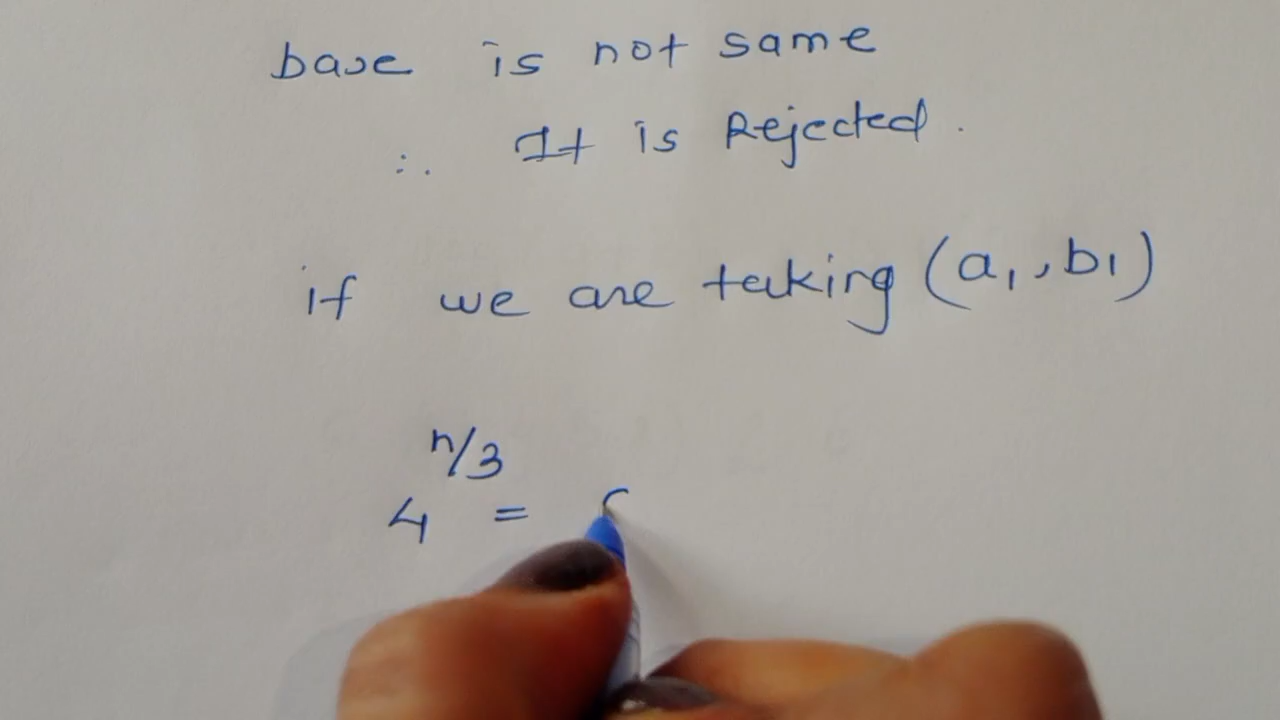 base is not same
∴ It is Rejected.
if we are taking (a₁, b₁)
4^(n/3) =